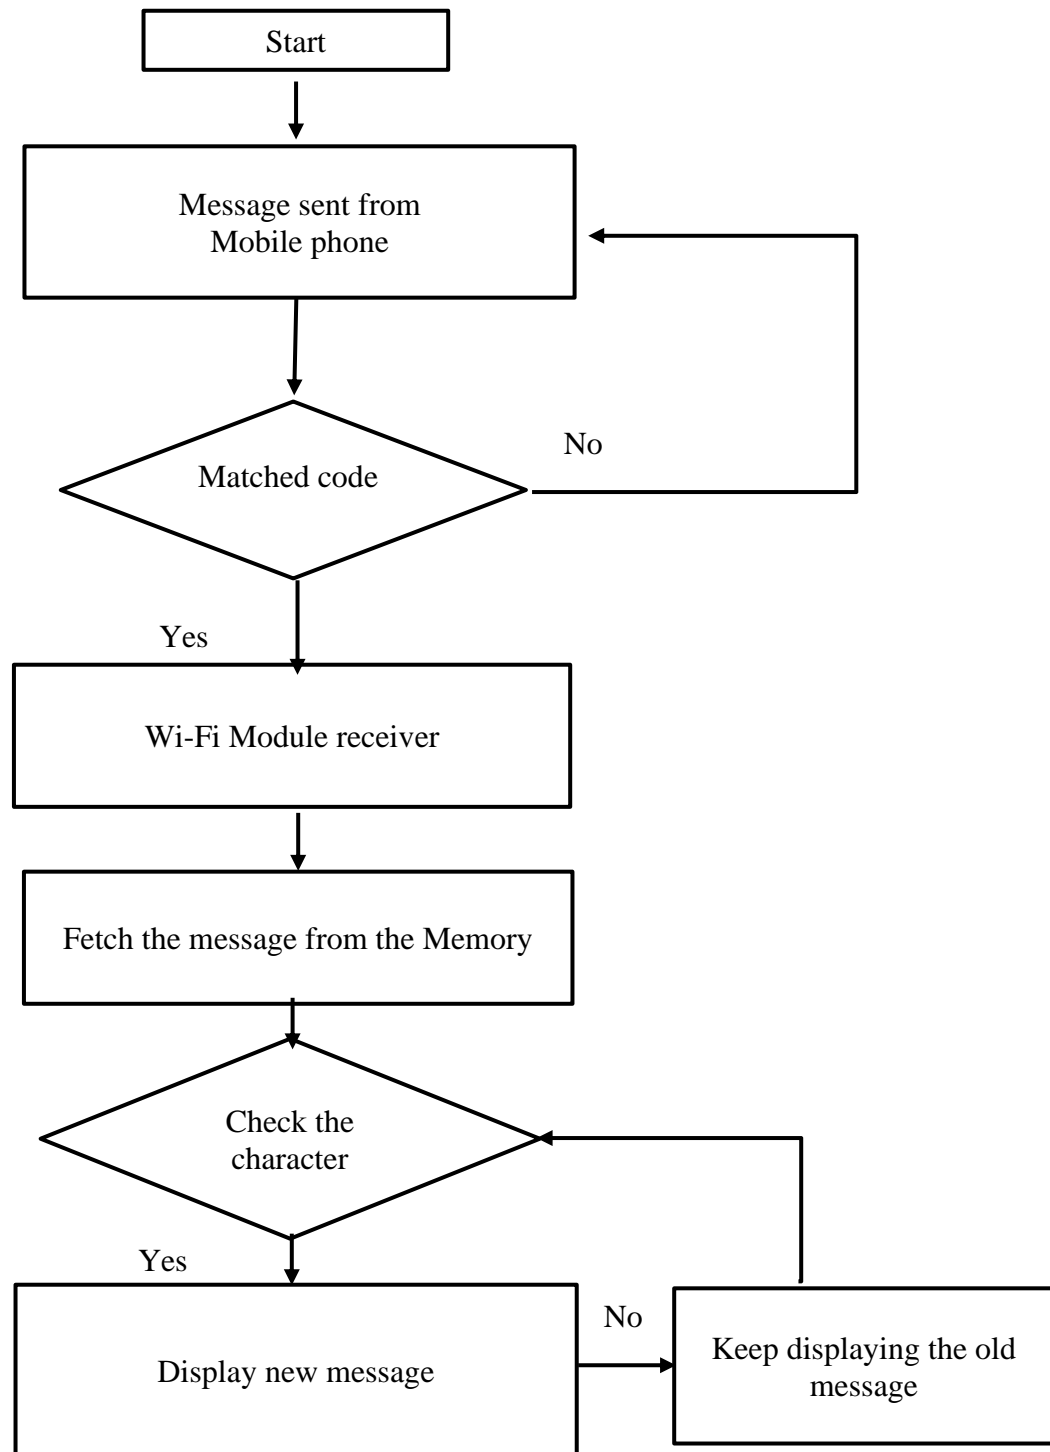 Start
Message sent from
Mobile phone
Matched code
No
Yes
Wi-Fi Module receiver
Fetch the message from the Memory
Check the
character
Yes
Display new message
No
Keep displaying the old
message